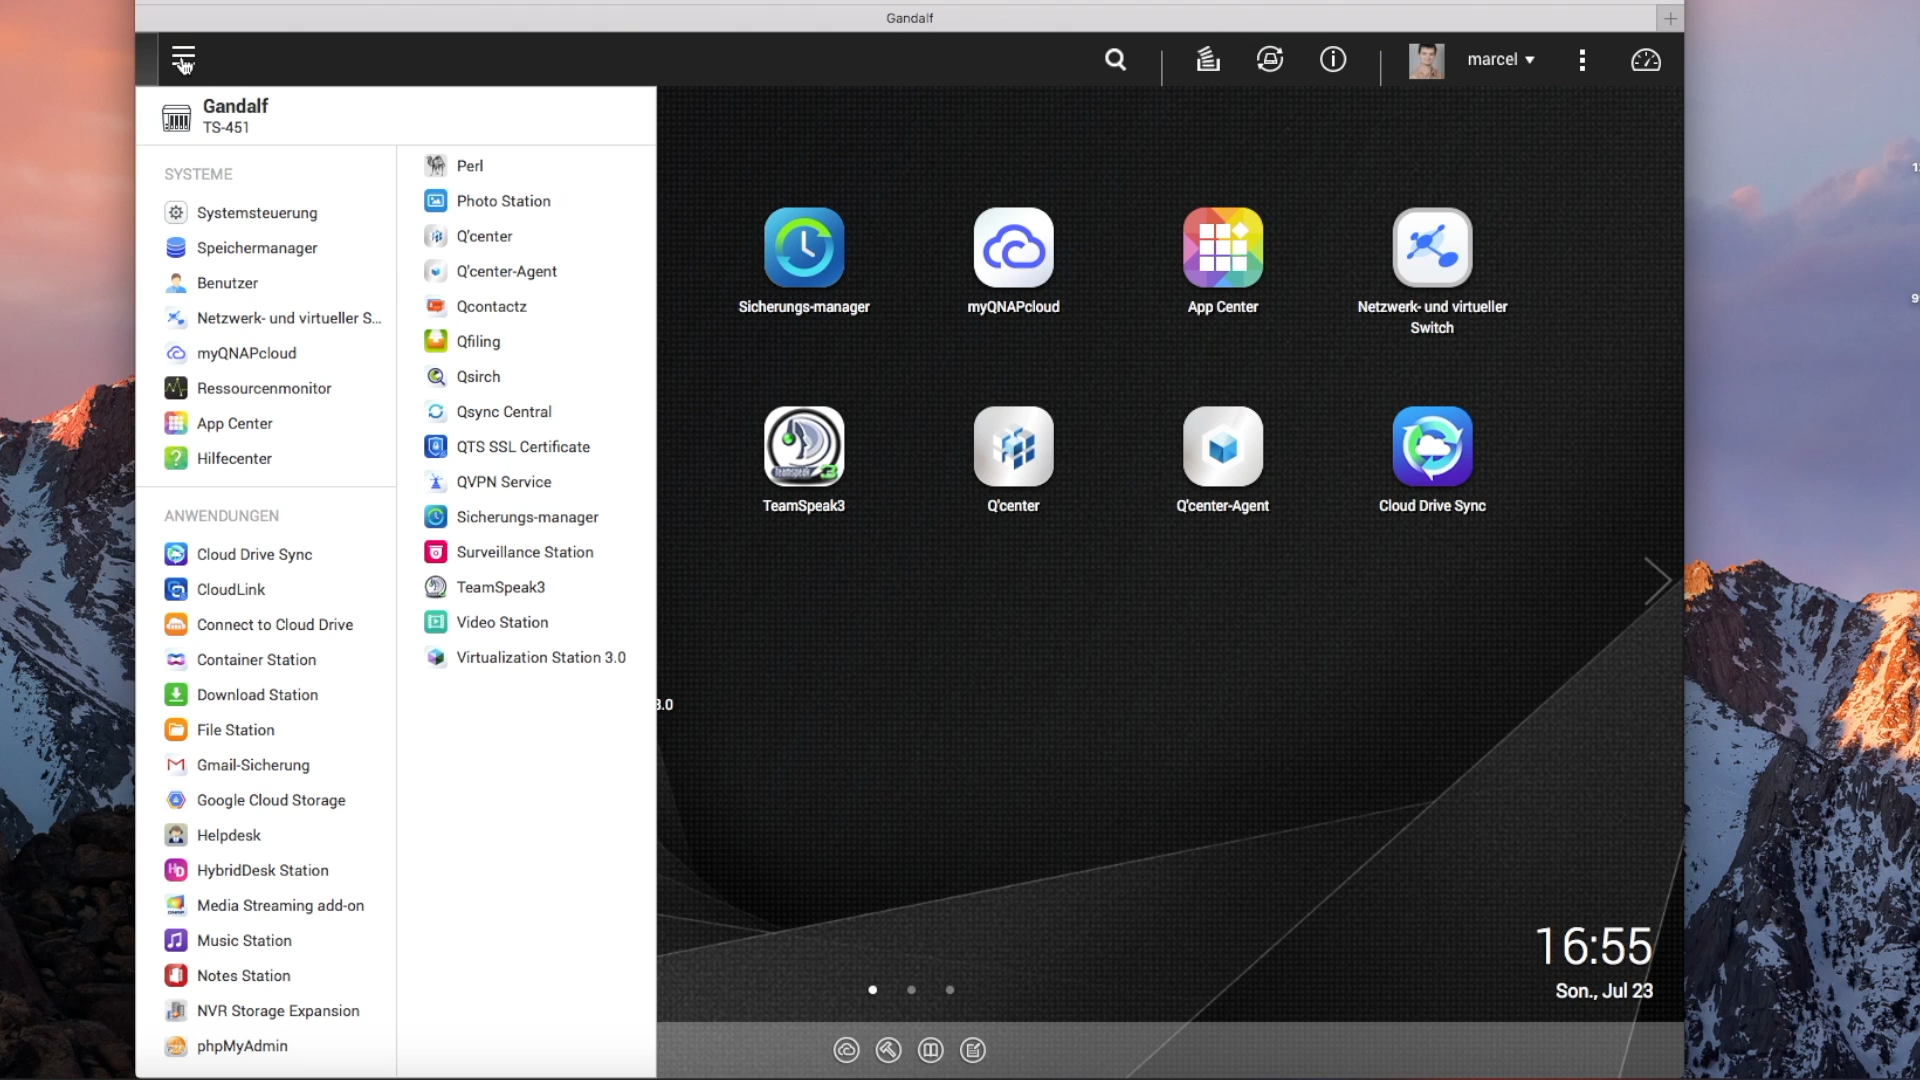 Gandalf
marcel
Gandalf
TS-451
SYSTEME
Systemsteuerung
Speichermanager
Benutzer
Netzwerk- und virtueller S...
myQNAPcloud
Ressourcenmonitor
App Center
Hilfecenter
ANWENDUNGEN
Cloud Drive Sync
CloudLink
Connect to Cloud Drive
Container Station
Download Station
File Station
Gmail-Sicherung
Google Cloud Storage
Helpdesk
HybridDesk Station
Media Streaming add-on
Music Station
Notes Station
NVR Storage Expansion
phpMyAdmin
Perl
Photo Station
Q'center
Q'center-Agent
Qcontactz
Qfiling
Qsirch
Qsync Central
QTS SSL Certificate
QVPN Service
Sicherungs-manager
Surveillance Station
TeamSpeak3
Video Station
Virtualization Station 3.0
Sicherungs-manager
myQNAPcloud
App Center
Netzwerk- und virtueller
Switch
TeamSpeak3
Q'center
Q'center-Agent
Cloud Drive Sync
3.0
16:55
Son., Jul 23